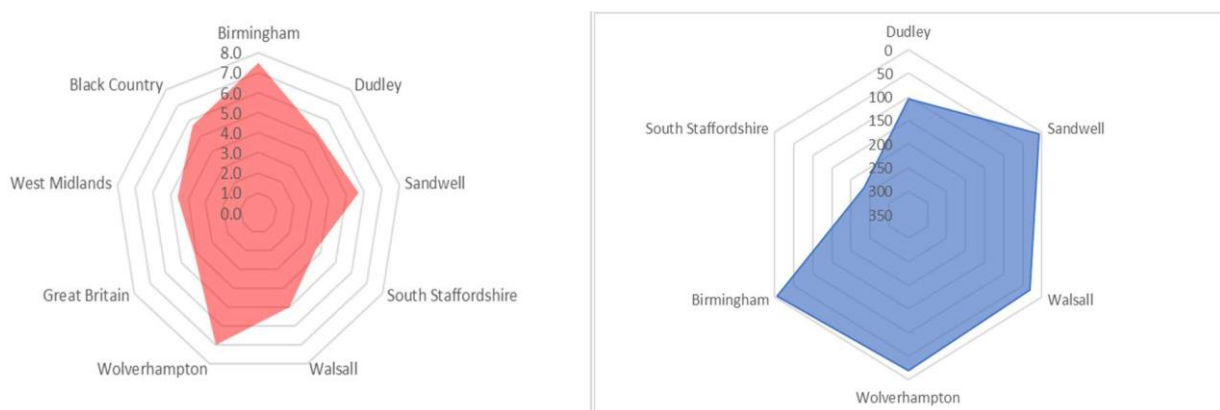 Birmingham
8.0
7.0
6.0
5.0
4.0
3.0
2.0
1.0
0.0
Black Country
Dudley
West Midlands
Sandwell
Great Britain
South Staffordshire
Wolverhampton
Walsall
Dudley
0
50
100
150
200
250
300
350
South Staffordshire
Sandwell
Birmingham
Walsall
Wolverhampton